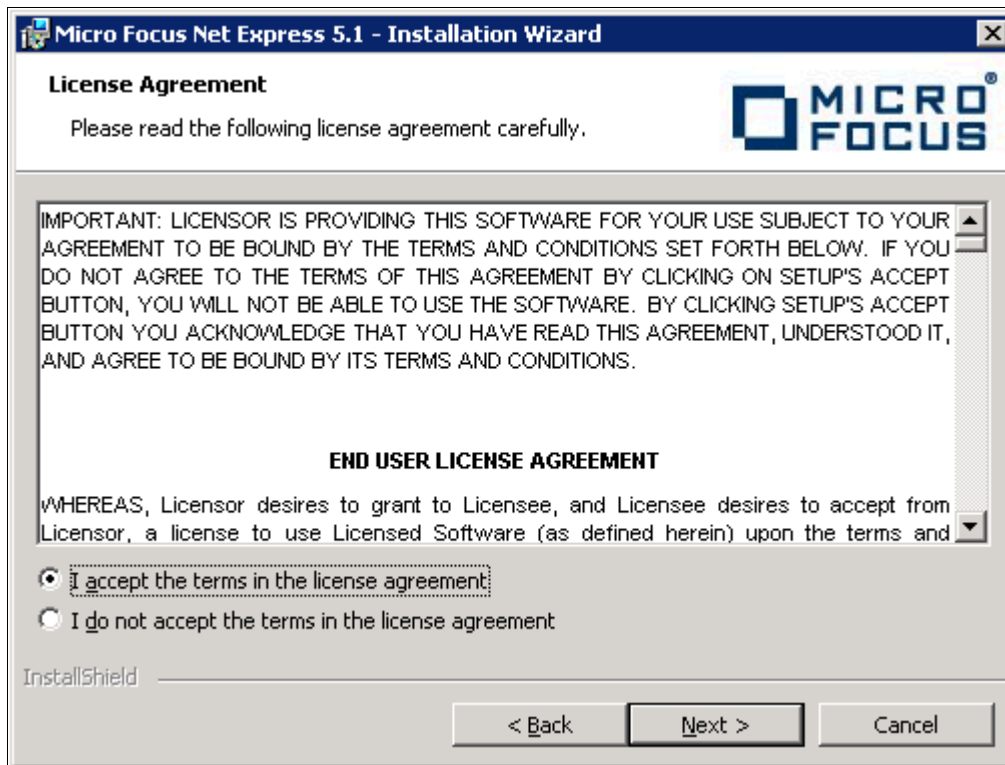 Micro Focus Net Express 5.1 - Installation Wizard
License Agreement
Please read the following license agreement carefully.
MICRO
FOCUS
®
IMPORTANT: LICENSOR IS PROVIDING THIS SOFTWARE FOR YOUR USE SUBJECT TO YOUR
AGREEMENT TO BE BOUND BY THE TERMS AND CONDITIONS SET FORTH BELOW. IF YOU
DO NOT AGREE TO THE TERMS OF THIS AGREEMENT BY CLICKING ON SETUP'S ACCEPT
BUTTON, YOU WILL NOT BE ABLE TO USE THE SOFTWARE. BY CLICKING SETUP'S ACCEPT
BUTTON YOU ACKNOWLEDGE THAT YOU HAVE READ THIS AGREEMENT, UNDERSTOOD IT,
AND AGREE TO BE BOUND BY ITS TERMS AND CONDITIONS.
END USER LICENSE AGREEMENT
WHEREAS, Licensor desires to grant to Licensee, and Licensee desires to accept from
Licensor, a license to use Licensed Software (as defined herein) upon the terms and
I accept the terms in the license agreement
I do not accept the terms in the license agreement
InstallShield
< Back
Next >
Cancel